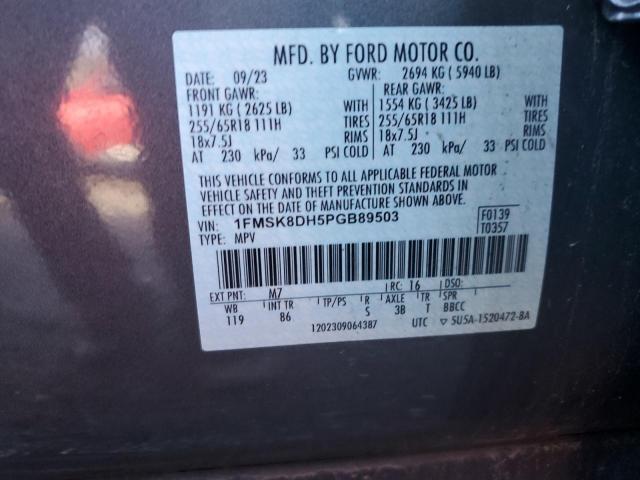 MFD. BY FORD MOTOR CO.
DATE: 09/23 GVWR: 2694 KG ( 5940 LB)
FRONT GAWR: REAR GAWR:
1191 KG ( 2625 LB) WITH 1554 KG ( 3425 LB) WITH
255/65R18 111H TIRES 255/65R18 111H TIRES
18x7.5J RIMS 18x7.5J RIMS
AT 230 kPa/ 33 PSI COLD AT 230 kPa/ 33 PSI COLD
THIS VEHICLE CONFORMS TO ALL APPLICABLE FEDERAL MOTOR
VEHICLE SAFETY AND THEFT PREVENTION STANDARDS IN
EFFECT ON THE DATE OF MANUFACTURE SHOWN ABOVE.
VIN: 1FMSK8DH5PGB89503 F0139
TYPE: MPV T0357
EXT PNT: M7 RC: 16 DSO:
WB INT TR TP/PS R AXLE TR SPR
119 B6 S 3B T BBCC
1202309064387 UTC ▽ 5U5A-1520472-BA